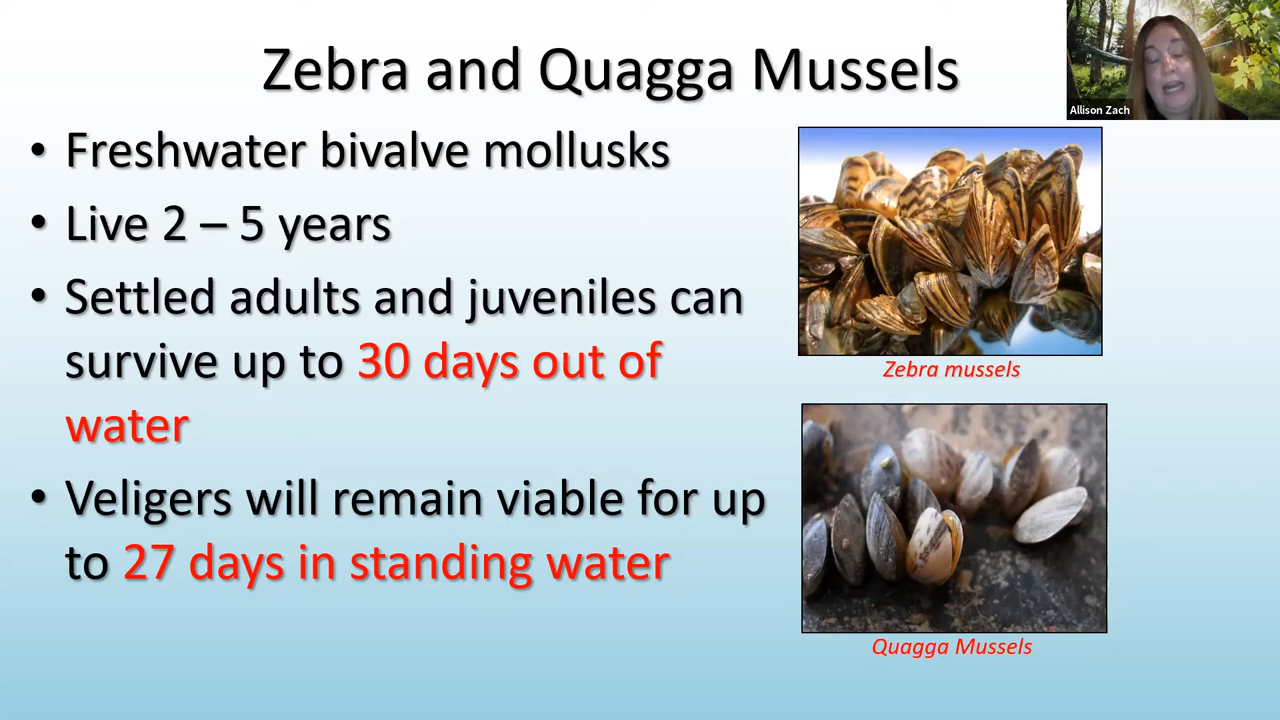 Zebra and Quagga Mussels
Allison Zach
• Freshwater bivalve mollusks
• Live 2 – 5 years
• Settled adults and juveniles can
survive up to 30 days out of
water
• Veligers will remain viable for up
to 27 days in standing water
Zebra mussels
Quagga Mussels